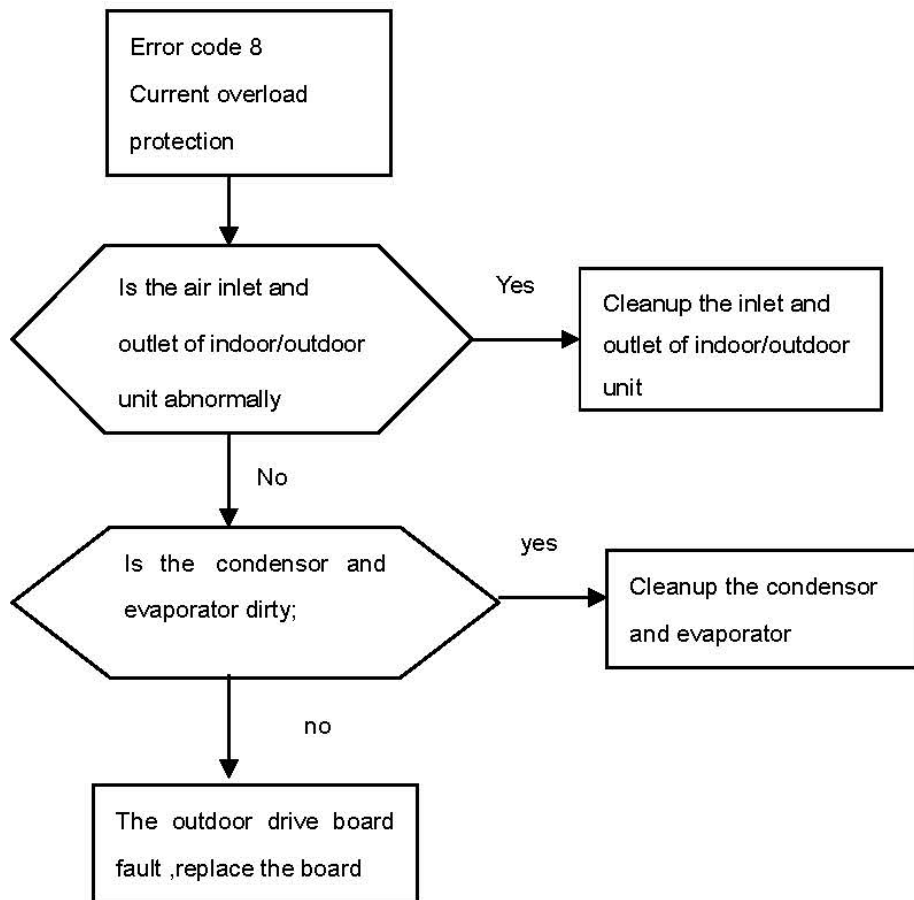 Error code 8
Current overload
protection
Is the air inlet and
outlet of indoor/outdoor
unit abnormally
Yes
Cleanup the inlet and
outlet of indoor/outdoor
unit
No
Is the condensor and
evaporator dirty;
yes
Cleanup the condensor
and evaporator
no
The outdoor drive board
fault ,replace the board